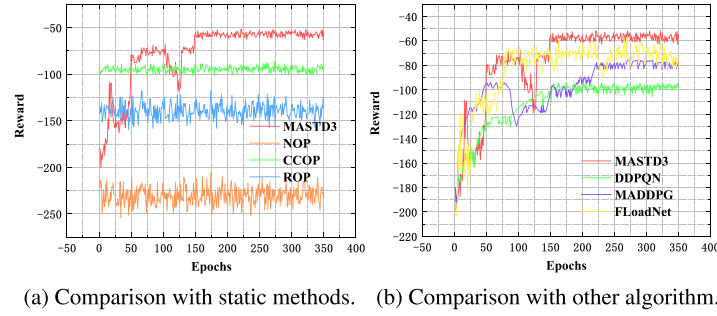 -50
-100
-150
-200
-250
Reward
-50 0 50 100 150 200 250 300 350 400
Epochs
MASTD3
NOP
CCOP
ROP
(a) Comparison with static methods.
-40
-60
-80
-100
-120
-140
-160
-180
-200
-220
Reward
-50 0 50 100 150 200 250 300 350 400
Epochs
MASTD3
DDPQN
MADDPG
FLoadNet
(b) Comparison with other algorithm.